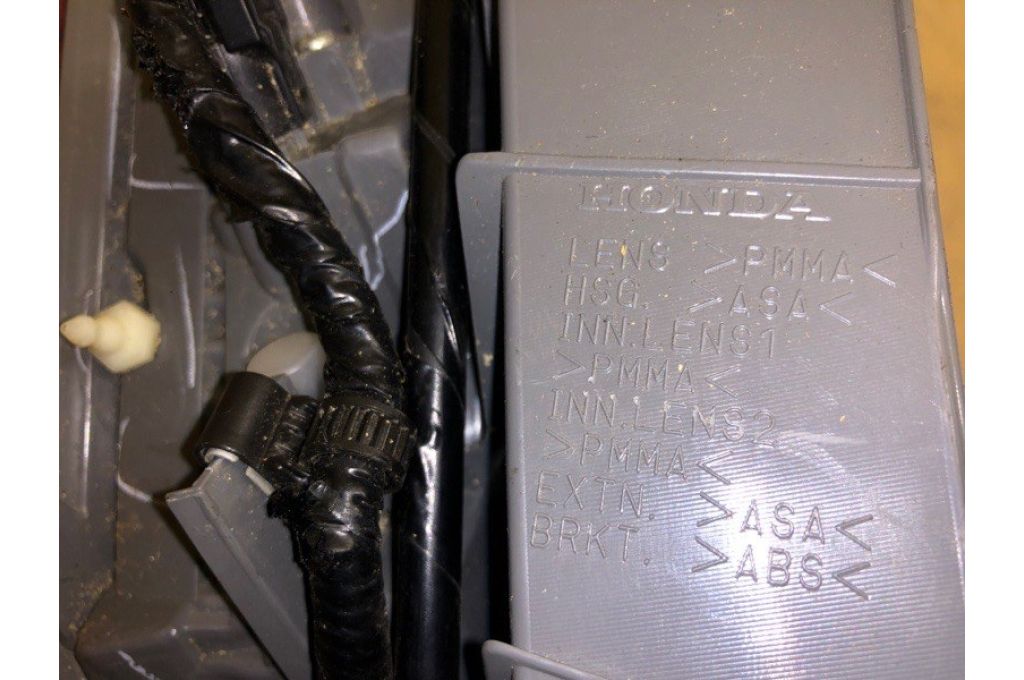 HONDA
LENS >PMMA<
HSG. >ASA<
INN.LENS1
>PMMA<
INN.LENS2
>PMMA<
EXTN. >ASA<
BRKT. >ABS<